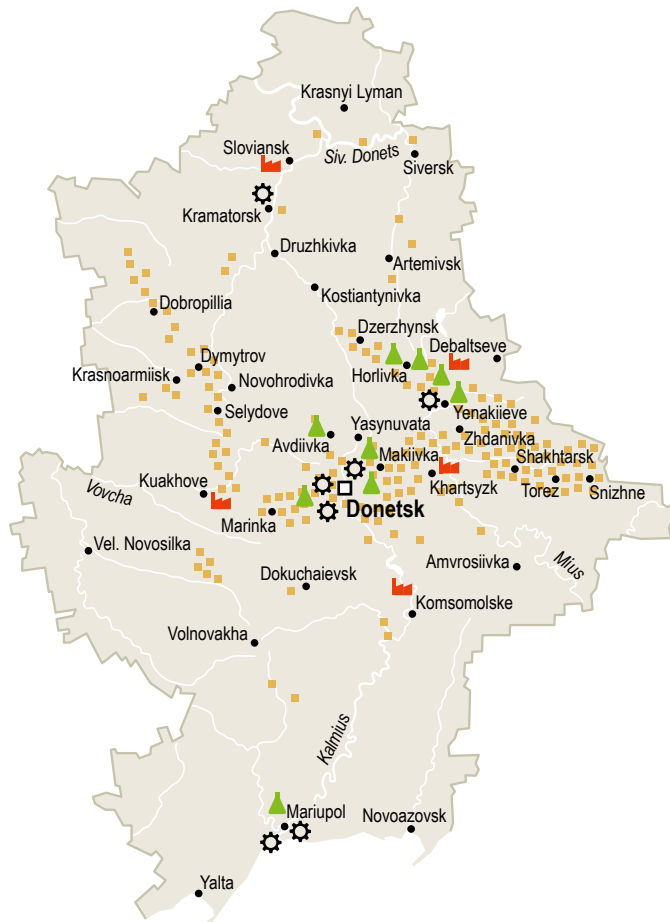 Krasnyi Lyman
Sloviansk
Siv. Donets
Siversk
Kramatorsk
Druzhkivka
Artemivsk
Kostiantynivka
Dobropillia
Dzerzhynsk
Debaltseve
Dymytrov
Krasnoarmiisk
Horlivka
Novohrodivka
Yenakiieve
Selydove
Avdiivka
Yasynuvata
Zhdanivka
Makiivka
Shakhtarsk
Kuakhove
Khartsyzk
Torez
Snizhne
Vovcha
Marinka
Donetsk
Vel. Novosilka
Amvrosiivka
Mius
Dokuchaievsk
Komsomolske
Volnovakha
Kalmius
Mariupol
Novoazovsk
Yalta